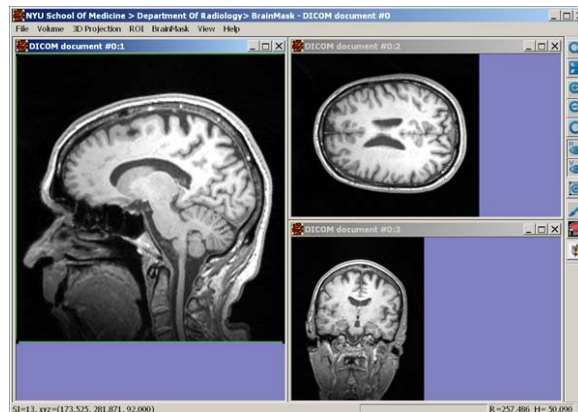 NYU School Of Medicine > Department Of Radiology> BrainMask - DICOM document #0
File Volume 3D Projection ROI BrainMask View Help
DICOM document #0:1
DICOM document #0:2
DICOM document #0:3
SI=13, xyz=(173.525, 281.871, 92.000)
R=257.486 H= 50.090